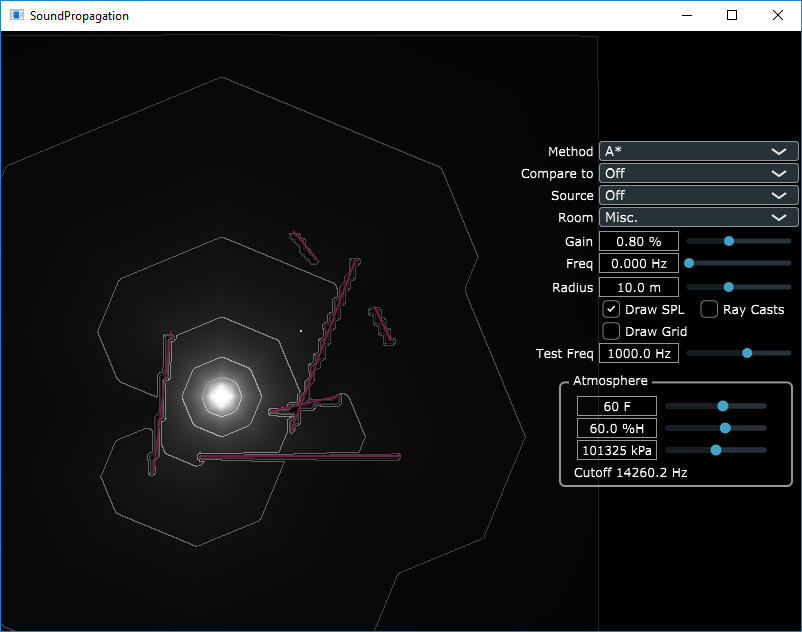 SoundPropagation
Method A*
Compare to Off
Source Off
Room Misc.
Gain 0.80 %
Freq 0.000 Hz
Radius 10.0 m
Draw SPL Ray Casts
Draw Grid
Test Freq 1000.0 Hz
Atmosphere
60 F
60.0 %H
101325 kPa
Cutoff 14260.2 Hz